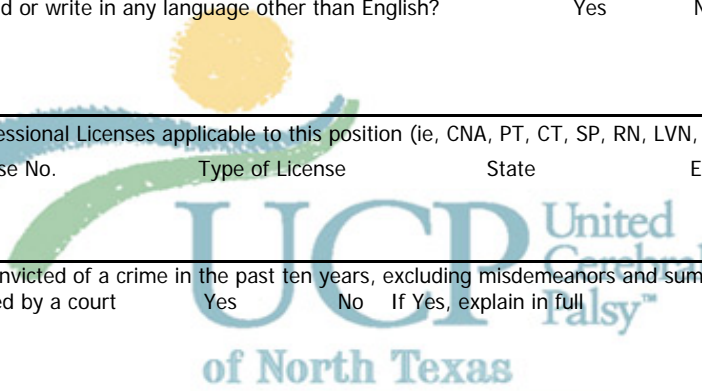 d or write in any language other than English? Yes N
essional Licenses applicable to this position (ie, CNA, PT, CT, SP, RN, LVN,
se No. Type of License State E
UCP United
Cerebral
nvicted of a crime in the past ten years, excluding misdemeanors and sum
ed by a court Yes No If Yes, explain in full
Palsy™
of North Texas